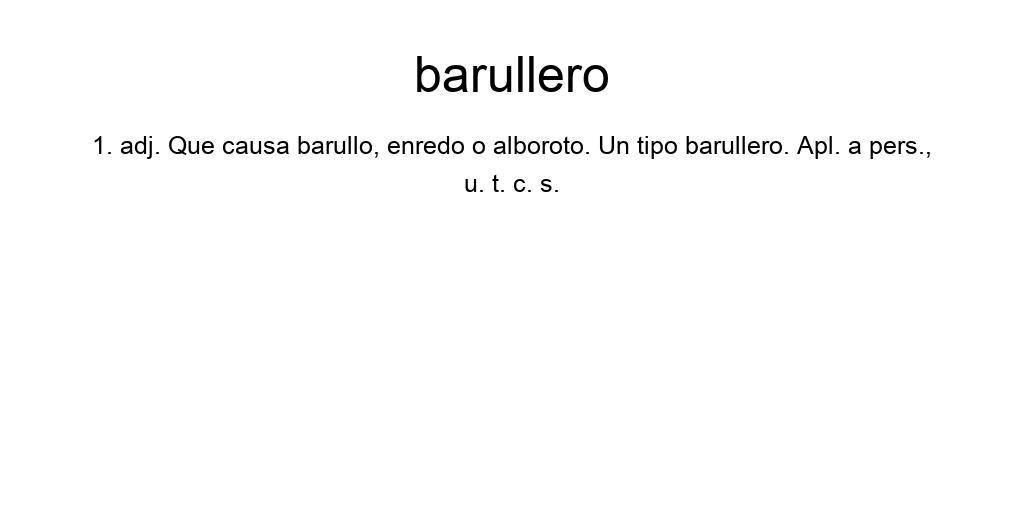 barullero
1. adj. Que causa barullo, enredo o alboroto. Un tipo barullero. Apl. a pers.,
u. t. c. s.